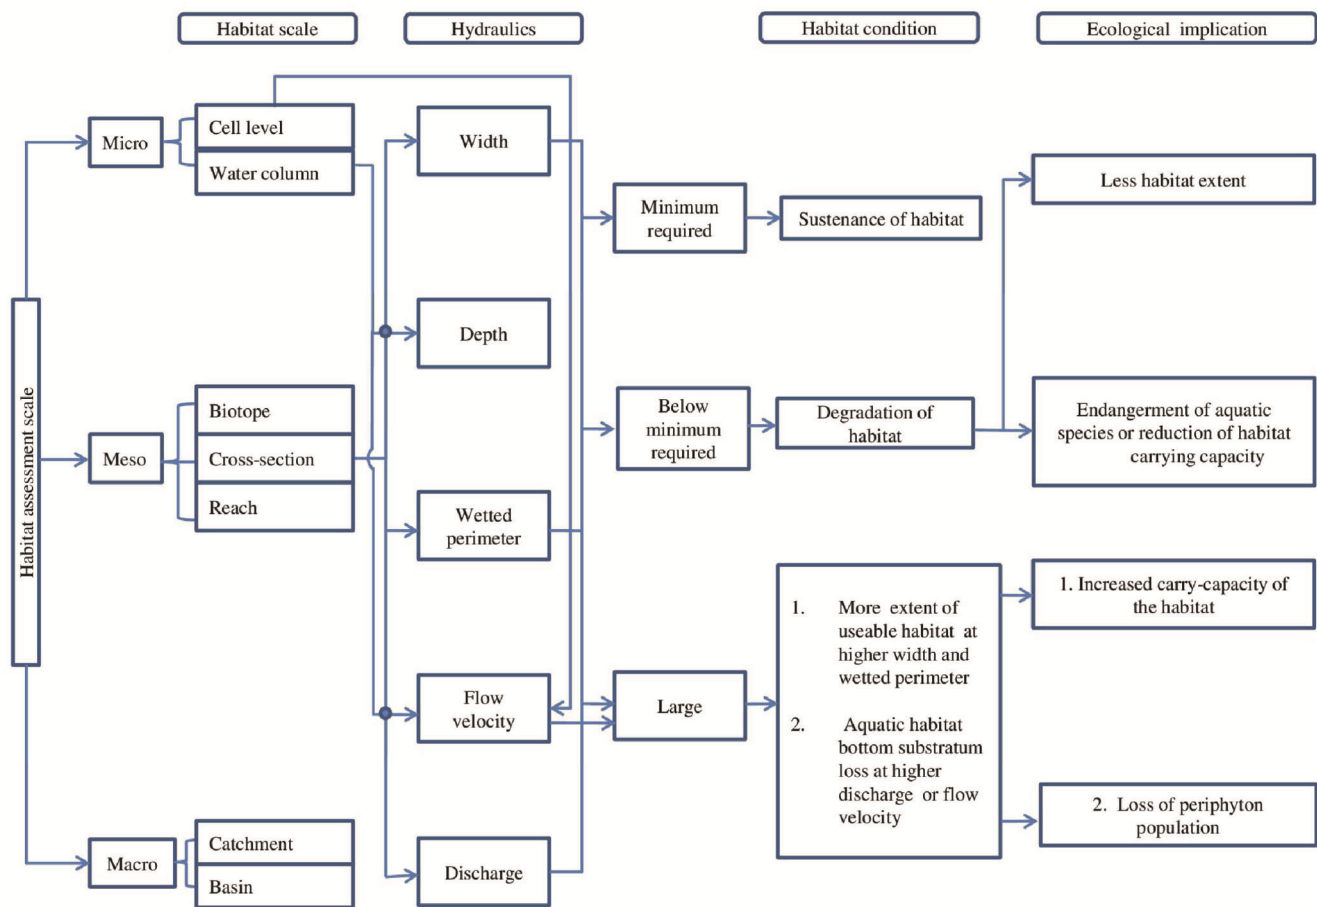 Habitat scale
Hydraulics
Habitat condition
Ecological implication
Habitat assessment scale
Micro
Cell level
Water column
Meso
Biotope
Cross-section
Reach
Macro
Catchment
Basin
Width
Depth
Wetted
perimeter
Flow
velocity
Discharge
Minimum
required
Below
minimum
required
Large
Sustenance of habitat
Degradation of
habitat
1. More extent of
useable habitat at
higher width and
wetted perimeter
2. Aquatic habitat
bottom substratum
loss at higher
discharge or flow
velocity
Less habitat extent
Endangerment of aquatic
species or reduction of habitat
carrying capacity
1. Increased carry-capacity of
the habitat
2. Loss of periphyton
population